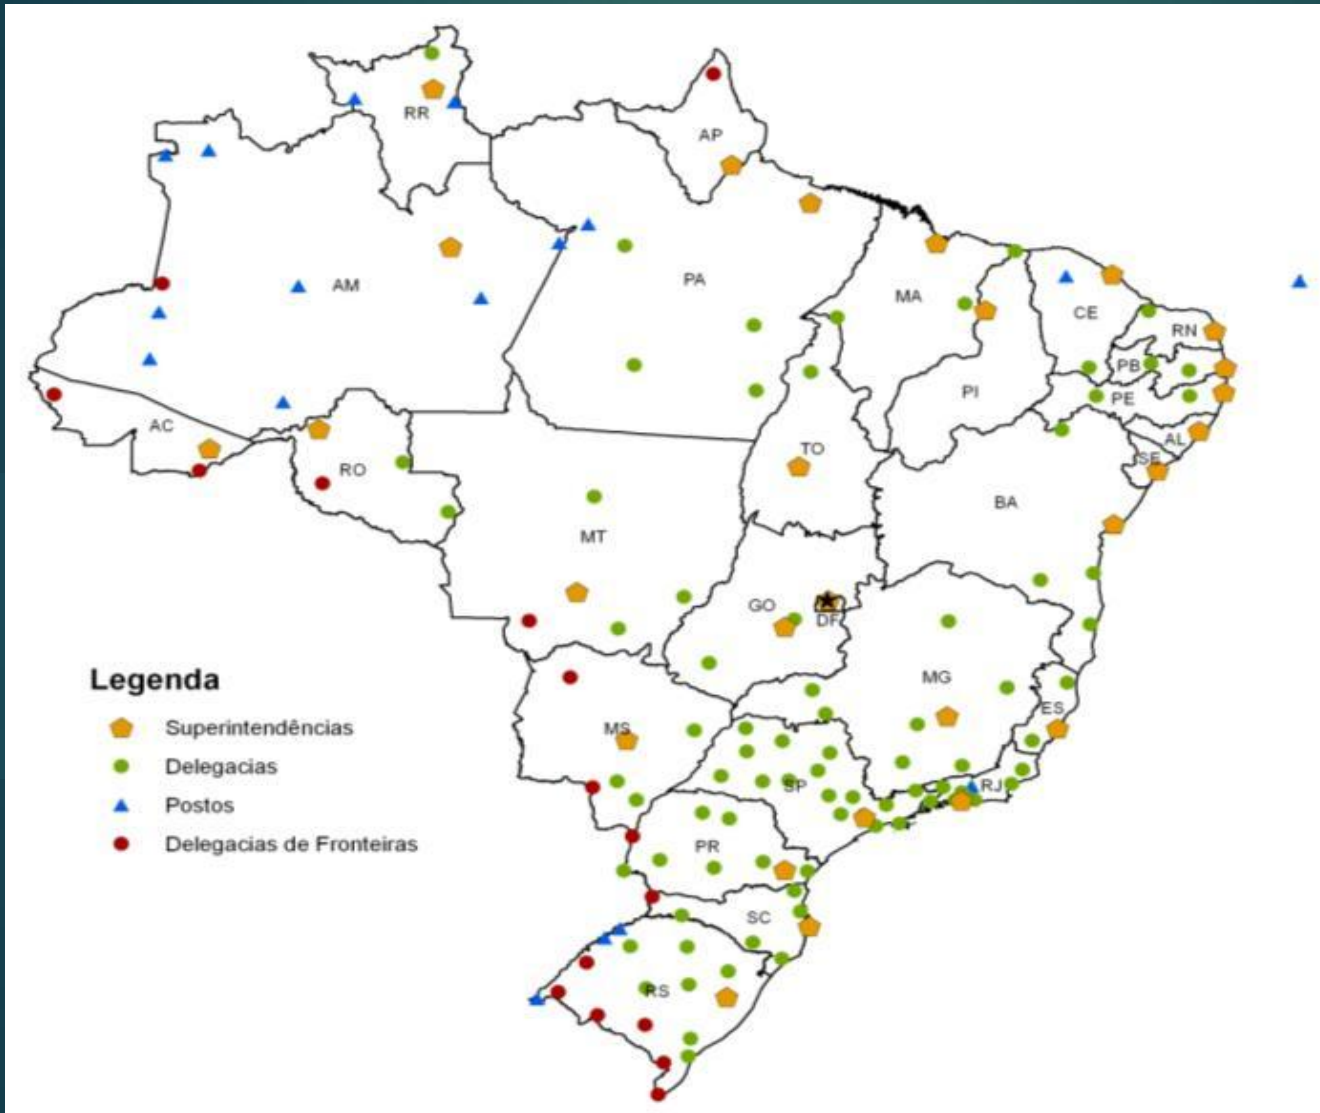 RR
AP
AM
PA
MA
CE
RN
PB
PI
PE
AC
AL
TO
SE
RO
BA
MT
GO
DF
MG
Legenda
ES
MS
Superintendências
Delegacias
SP
RJ
Postos
Delegacias de Fronteiras
PR
SC
RS